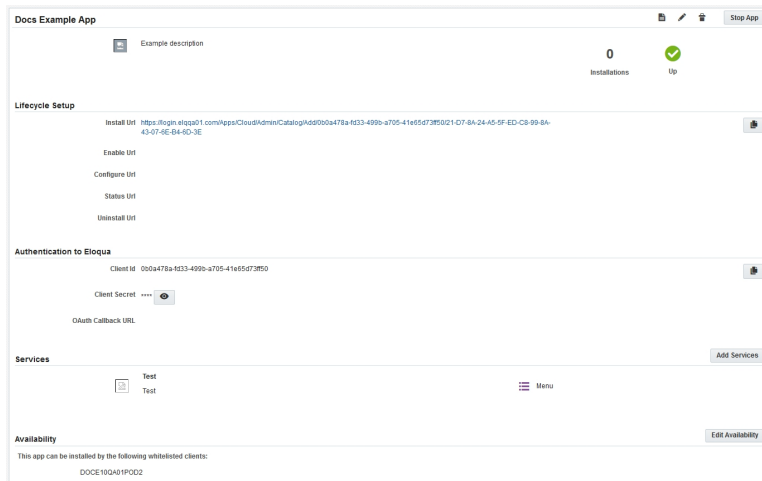 Docs Example App
Stop App
Example description
0
Installations
Up
Lifecycle Setup
Install Url https://login.elqqa01.com/Apps/Cloud/Admin/Catalog/Add/0b0a478a-fd33-499b-a705-41e65d73ff50/21-D7-8A-24-A5-5F-ED-C8-99-8A-
43-07-6E-B4-6D-3E
Enable Url
Configure Url
Status Url
Uninstall Url
Authentication to Eloqua
Client Id 0b0a478a-fd33-499b-a705-41e65d73ff50
Client Secret ****
OAuth Callback URL
Services
Add Services
Test
Test
Menu
Availability
Edit Availability
This app can be installed by the following whitelisted clients:
DOCE10QA01POD2